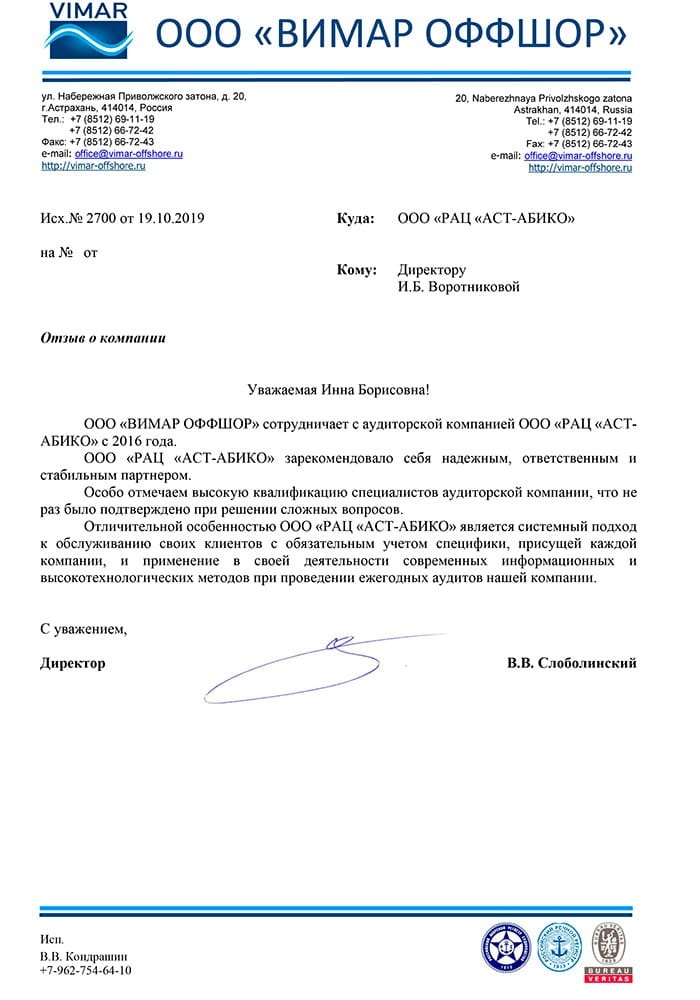 VIMAR
ООО «ВИМАР ОФФШОР»
ул. Набережная Приволжского затона, д. 20,
г.Астрахань, 414014, Россия
Тел.: +7 (8512) 69-11-19
+7 (8512) 66-72-42
Факс: +7 (8512) 66-72-43
e-mail: office@vimar-offshore.ru
http://vimar-offshore.ru
20, Naberezhnaya Privolzhskogo zatona
Astrakhan, 414014, Russia
Tel.: +7 (8512) 69-11-19
+7 (8512) 66-72-42
Fax: +7 (8512) 66-72-43
e-mail: office@vimar-offshore.ru
http://vimar-offshore.ru
Исх.№ 2700 от 19.10.2019
Куда: ООО «РАЦ «АСТ-АБИКО»
на № от
Кому: Директору
И.Б. Воротниковой
Отзыв о компании
Уважаемая Инна Борисовна!
ООО «ВИМАР ОФФШОР» сотрудничает с аудиторской компанией ООО «РАЦ «АСТ-
АБИКО» с 2016 года.
ООО «РАЦ «АСТ-АБИКО» зарекомендовало себя надежным, ответственным и
стабильным партнером.
Особо отмечаем высокую квалификацию специалистов аудиторской компании, что не
раз было подтверждено при решении сложных вопросов.
Отличительной особенностью ООО «РАЦ «АСТ-АБИКО» является системный подход
к обслуживанию своих клиентов с обязательным учетом специфики, присущей каждой
компании, и применение в своей деятельности современных информационных и
высокотехнологических методов при проведении ежегодных аудитов нашей компании.
С уважением,
Директор
В.В. Слоболинский
Исп.
В.В. Кондрашин
+7-962-754-64-10
1913
РОССИЙСКИЙ РЕЧНОЙ РЕГИСТР
1913
BUREAU VERITAS
1828
BUREAU
VERITAS